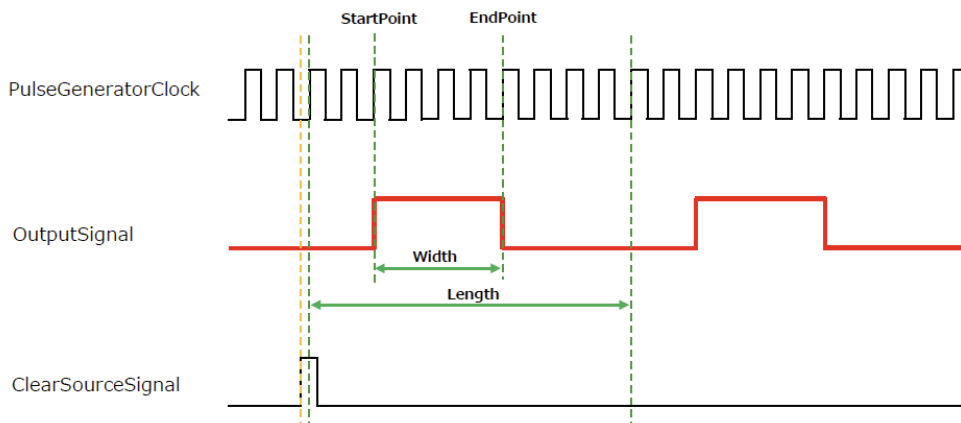 StartPoint
EndPoint
PulseGeneratorClock
OutputSignal
Width
Length
ClearSourceSignal